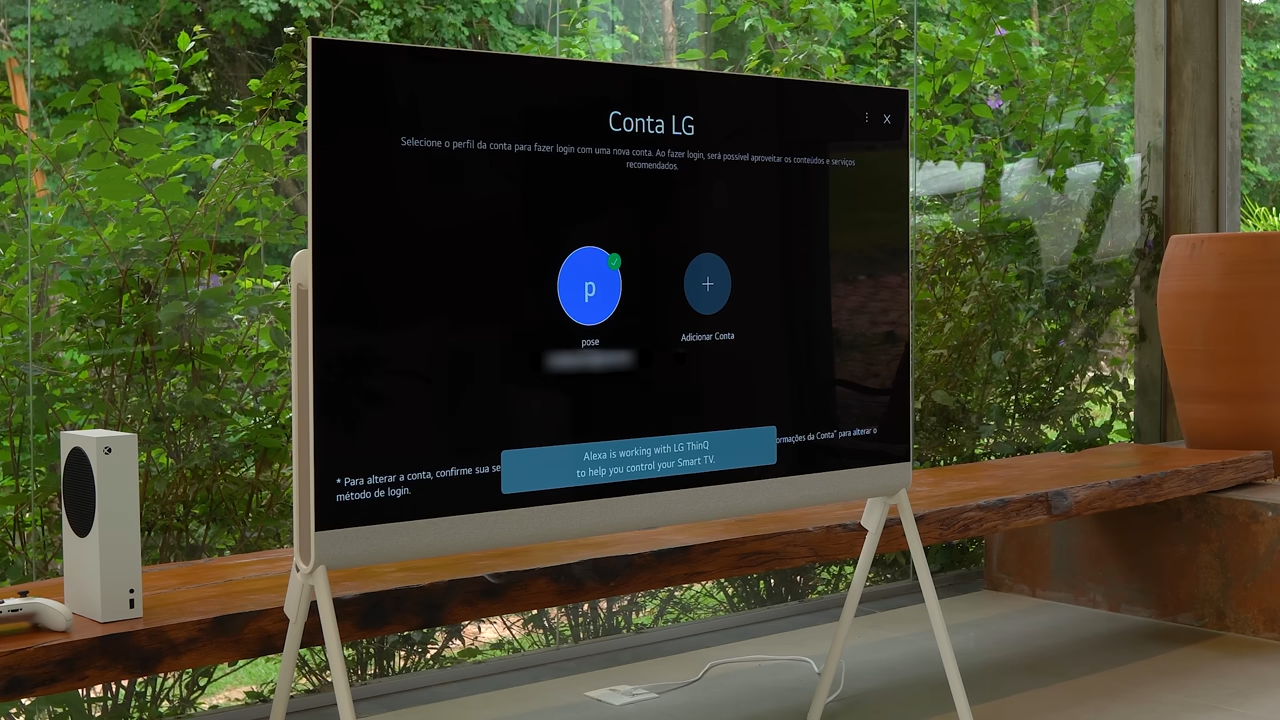 Conta LG
Selecione o perfil da conta para fazer login com uma nova conta. Ao fazer login, será possível aproveitar os conteúdos e serviços
recomendados.
p
pose
Adicionar Conta
* Para alterar a conta, confirme sua se
ormações da Conta" para alterar o
método de login.
Alexa is working with LG ThinQ
to help you control your Smart TV.